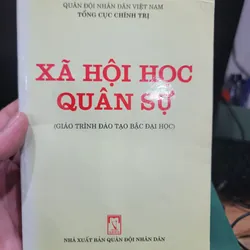 QUÂN ĐỘI NHÂN DÂN VIỆT NAM
TỔNG CỤC CHÍNH TRỊ
XÃ HỘI HỌC
QUÂN SỰ
(GIÁO TRÌNH ĐÀO TẠO BẬC ĐẠI HỌC)
NHÀ XUẤT BẢN QUÂN ĐỘI NHÂN DÂN